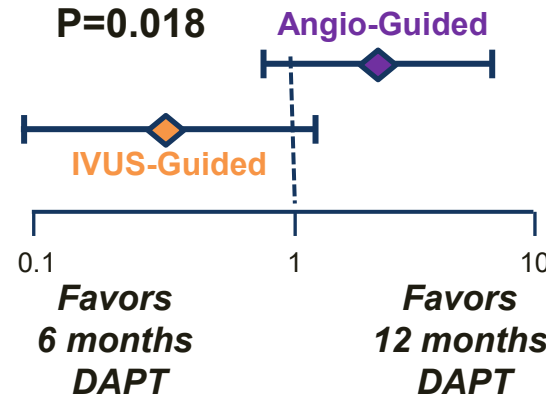 P=0.018
Angio-Guided
IVUS-Guided
0.1
1
10
Favors
6 months
DAPT
Favors
12 months
DAPT